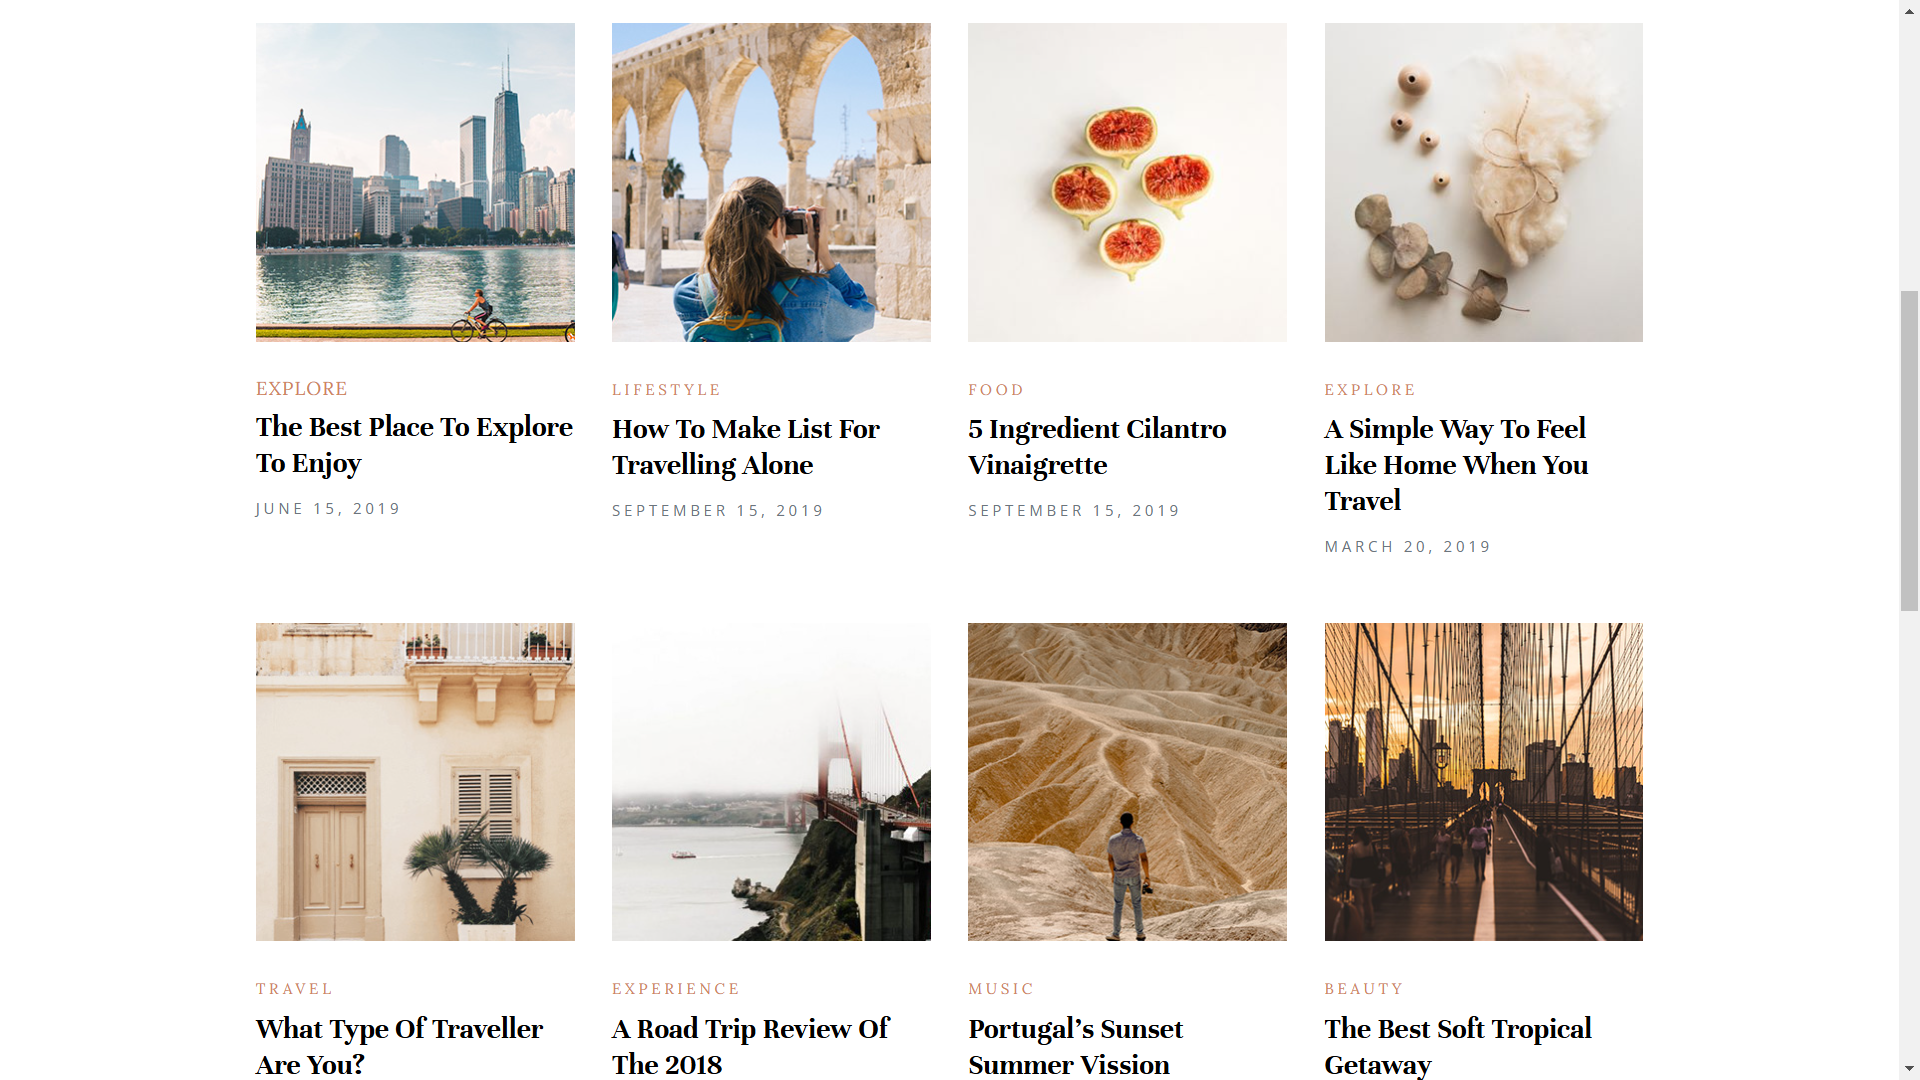 EXPLORE
The Best Place To Explore
To Enjoy
JUNE 15, 2019
LIFESTYLE
How To Make List For
Travelling Alone
SEPTEMBER 15, 2019
FOOD
5 Ingredient Cilantro
Vinaigrette
SEPTEMBER 15, 2019
EXPLORE
A Simple Way To Feel
Like Home When You
Travel
MARCH 20, 2019
TRAVEL
What Type Of Traveller
Are You?
EXPERIENCE
A Road Trip Review Of
The 2018
MUSIC
Portugal’s Sunset
Summer Vission
BEAUTY
The Best Soft Tropical
Getaway